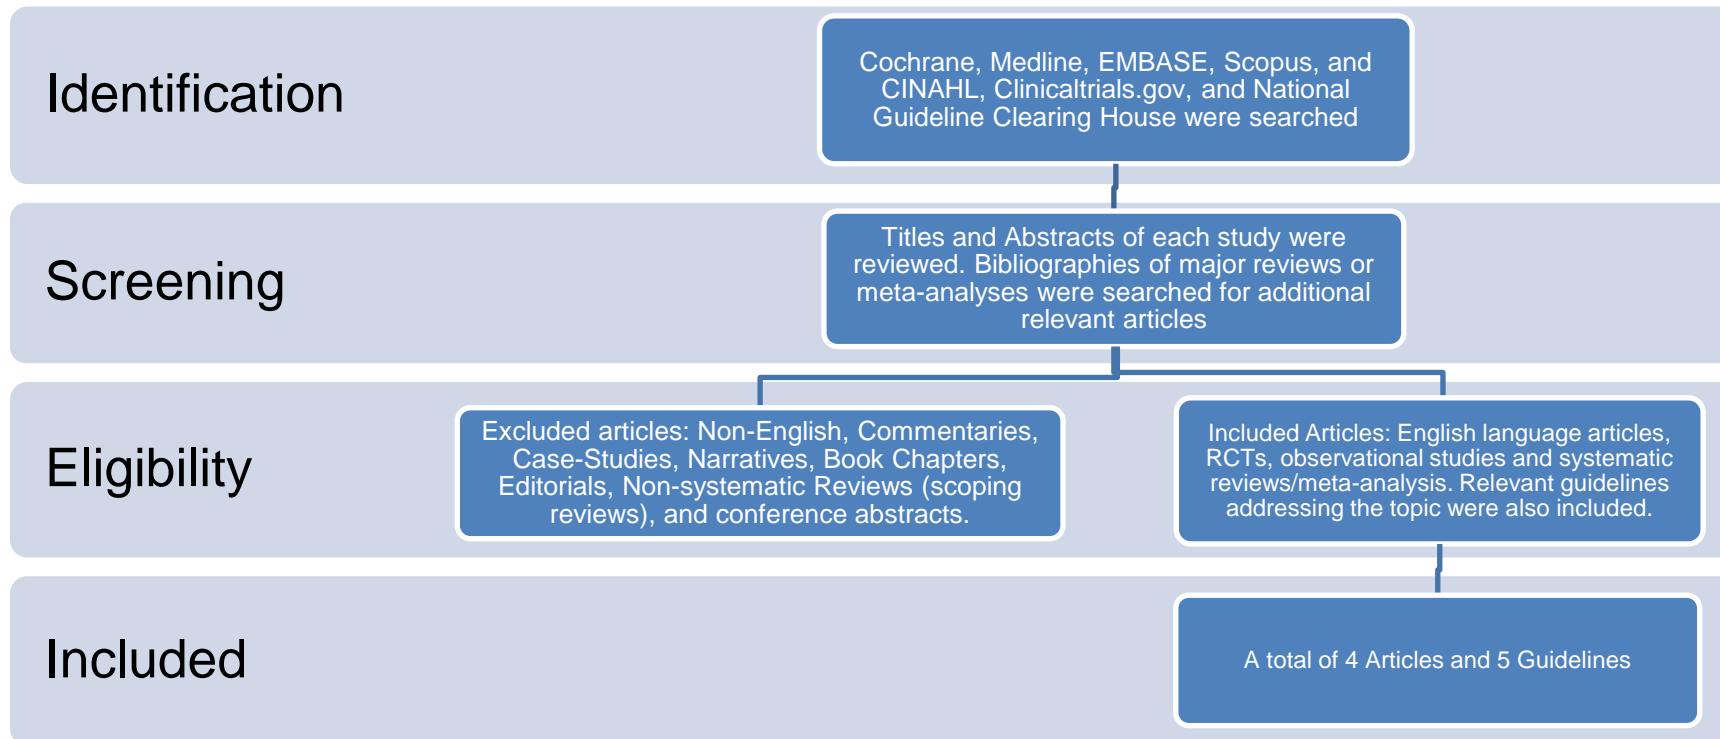 Identification
Cochrane, Medline, EMBASE, Scopus, and
CINAHL, Clinicaltrials.gov, and National
Guideline Clearing House were searched
Screening
Titles and Abstracts of each study were
reviewed. Bibliographies of major reviews or
meta-analyses were searched for additional
relevant articles
Eligibility
Excluded articles: Non-English, Commentaries,
Case-Studies, Narratives, Book Chapters,
Editorials, Non-systematic Reviews (scoping
reviews), and conference abstracts.
Included Articles: English language articles,
RCTs, observational studies and systematic
reviews/meta-analysis. Relevant guidelines
addressing the topic were also included.
Included
A total of 4 Articles and 5 Guidelines